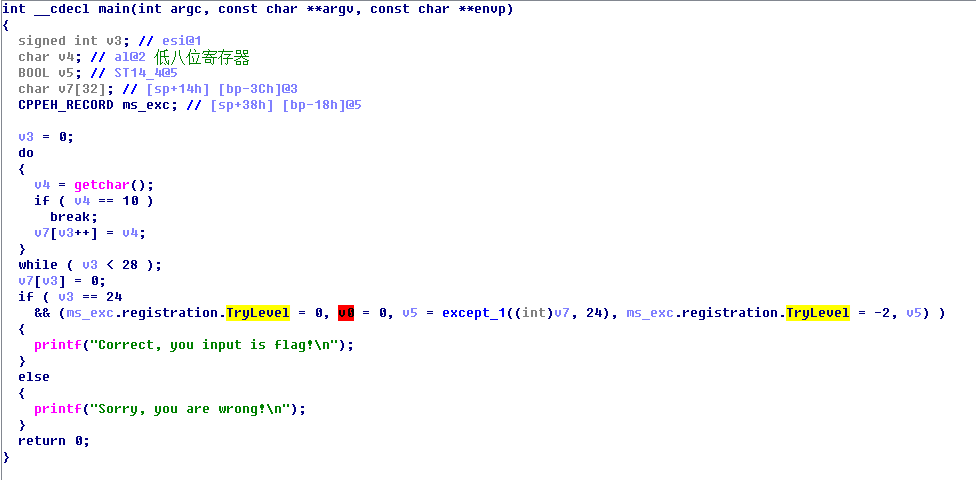 int __cdecl main(int argc, const char **argv, const char **envp)
{
  signed int v3; // esi@1
  char v4; // al@2 低八位寄存器
  BOOL v5; // ST14_4@5
  char v7[32]; // [sp+14h] [bp-3Ch]@3
  CPPEH_RECORD ms_exc; // [sp+38h] [bp-18h]@5

  v3 = 0;
  do
  {
    v4 = getchar();
    if ( v4 == 10 )
      break;
    v7[v3++] = v4;
  }
  while ( v3 < 28 );
  v7[v3] = 0;
  if ( v3 == 24
    && (ms_exc.registration.TryLevel = 0, v0 = 0, v5 = except_1((int)v7, 24), ms_exc.registration.TryLevel = -2, v5) )
  {
    printf("Correct, you input is flag!\n");
  }
  else
  {
    printf("Sorry, you are wrong!\n");
  }
  return 0;
}